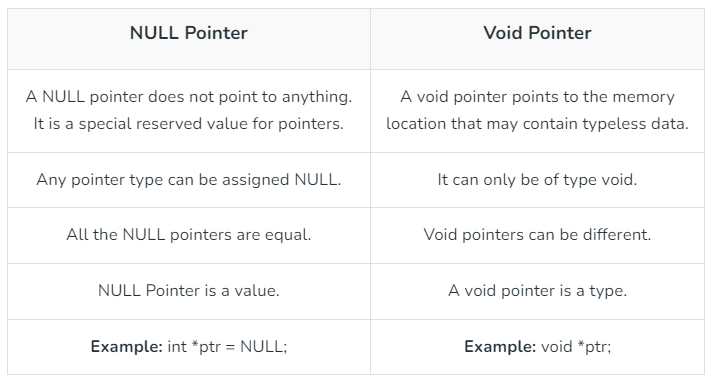 NULL Pointer
Void Pointer
A NULL pointer does not point to anything.
It is a special reserved value for pointers.
A void pointer points to the memory
location that may contain typeless data.
Any pointer type can be assigned NULL.
It can only be of type void.
All the NULL pointers are equal.
Void pointers can be different.
NULL Pointer is a value.
A void pointer is a type.
Example: int *ptr = NULL;
Example: void *ptr;